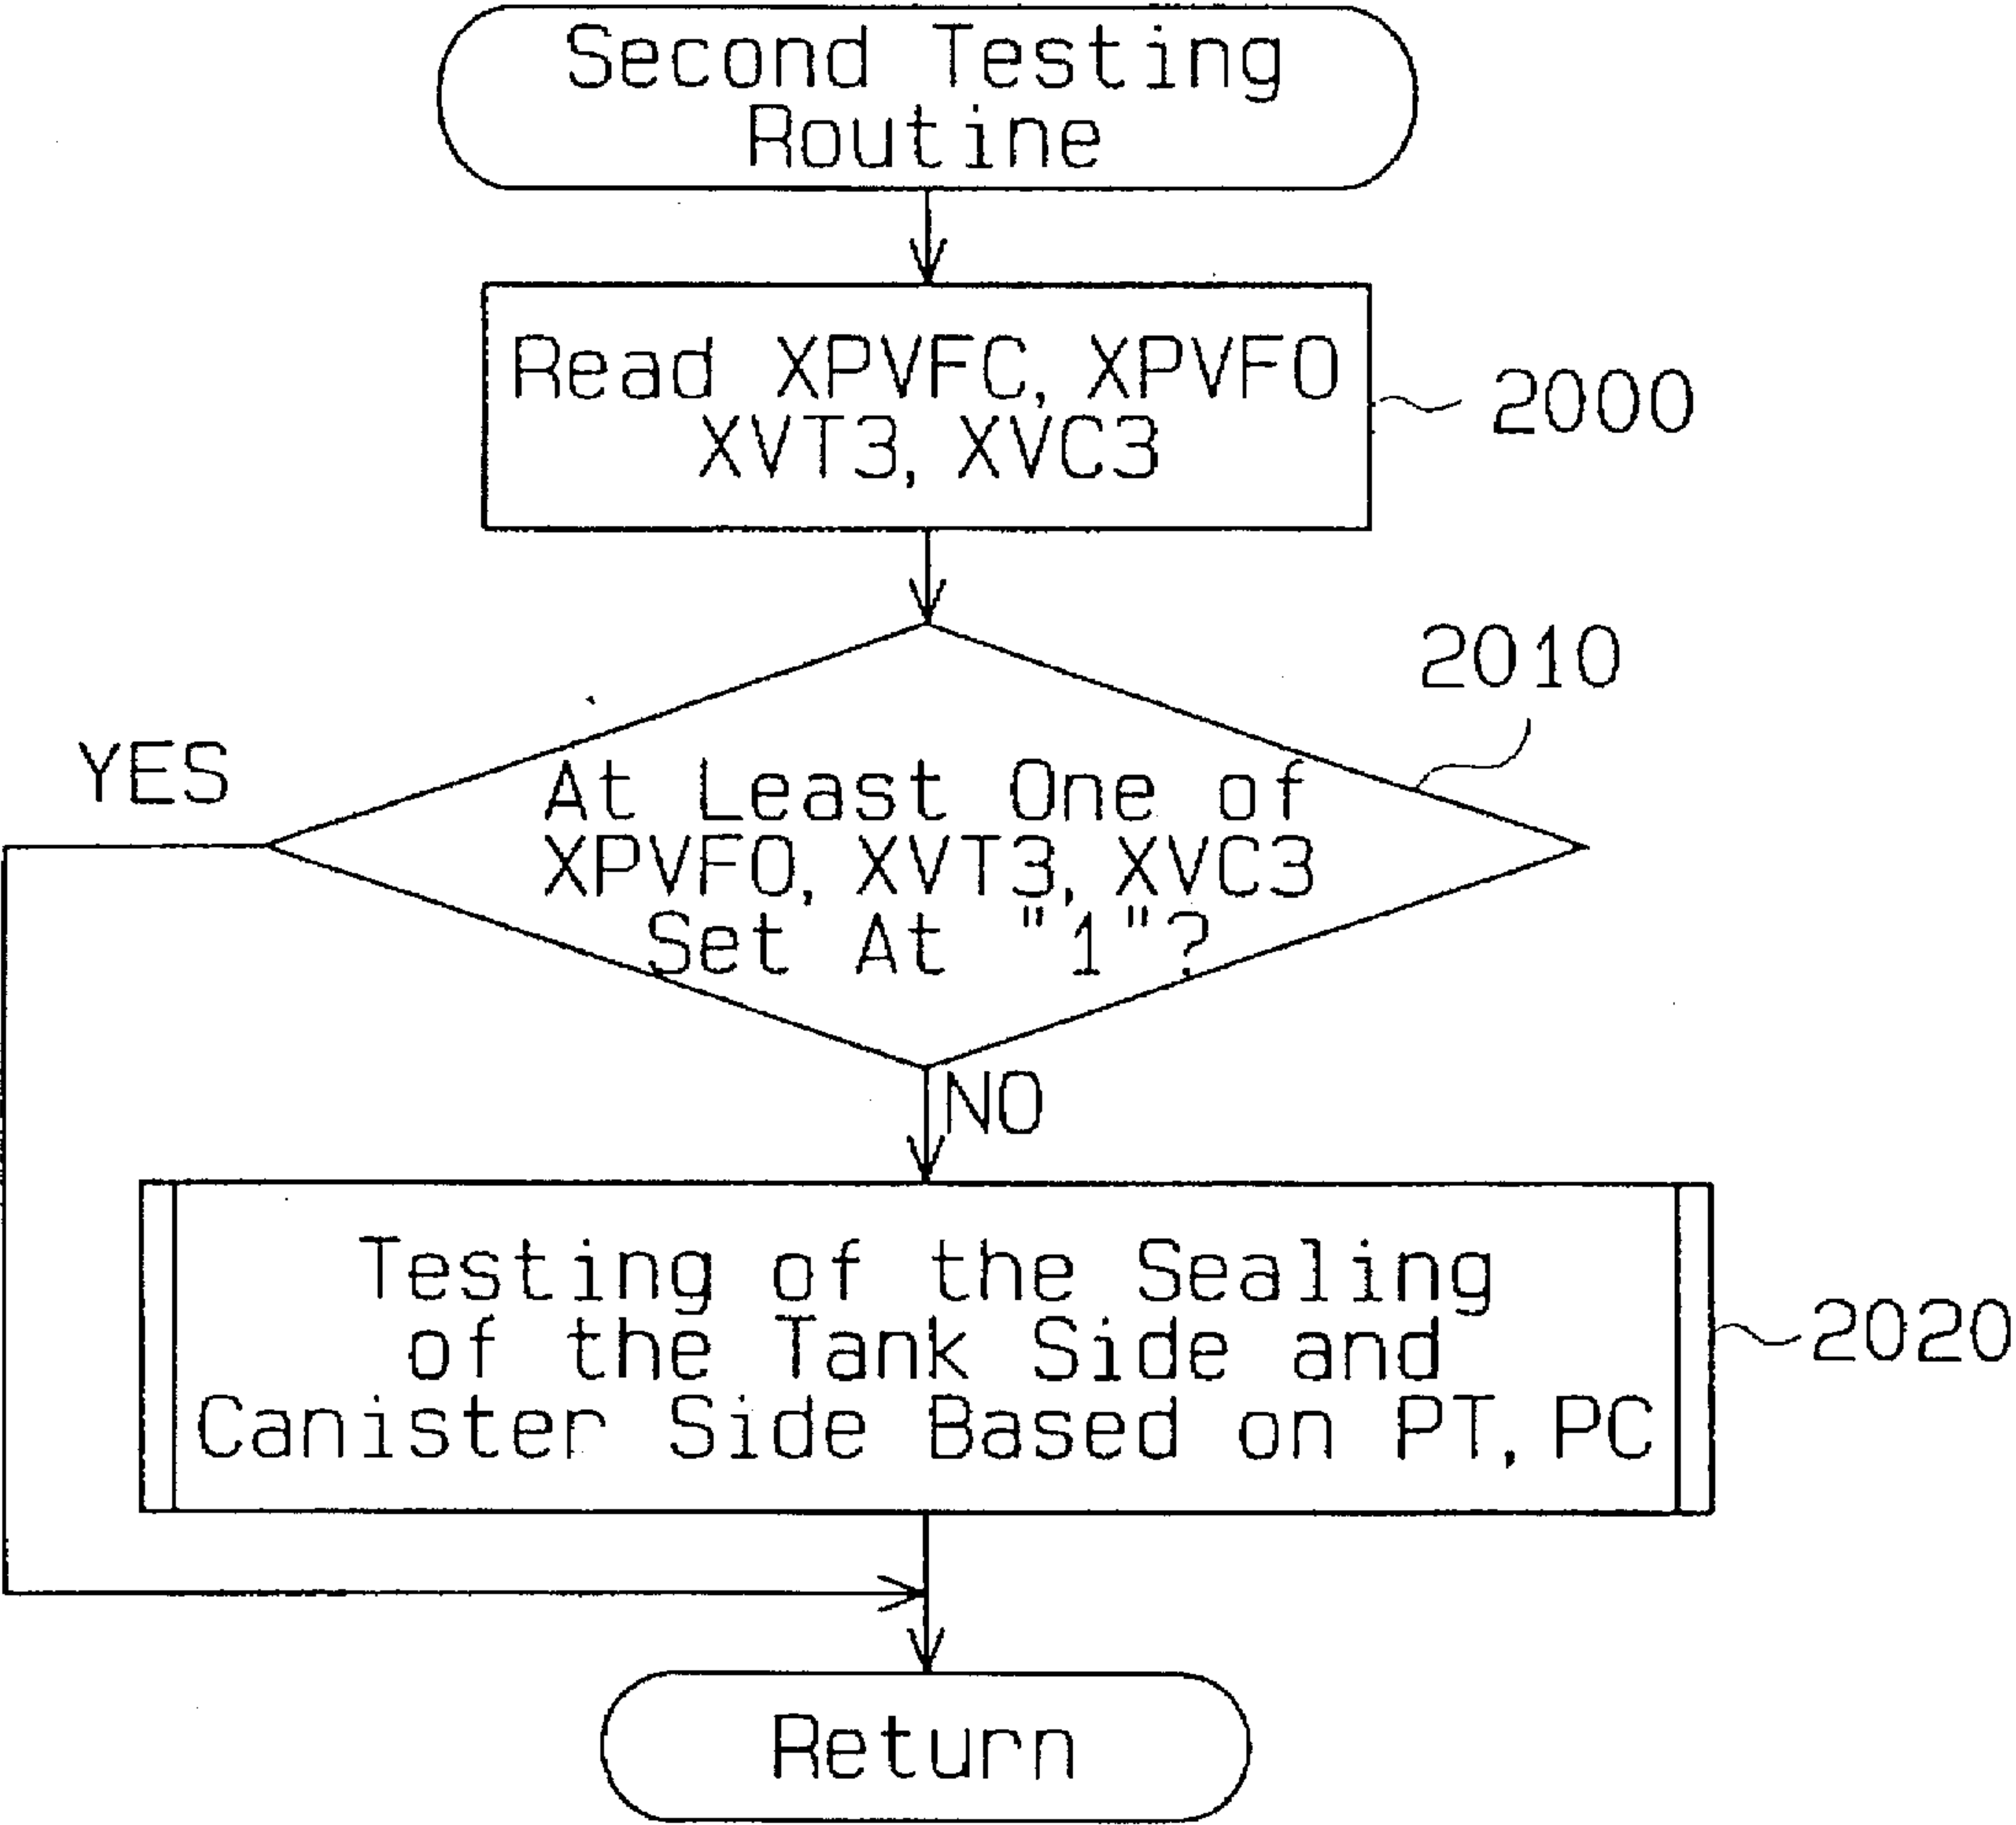 Second Testing
Routine
Read XPVFC, XPVFO
XVT3, XVC3
2000
2010
YES
At Least One of
XPVFO, XVT3, XVC3
Set At "1"?
NO
Testing of the Sealing
of the Tank Side and
Canister Side Based on PT, PC
2020
Return